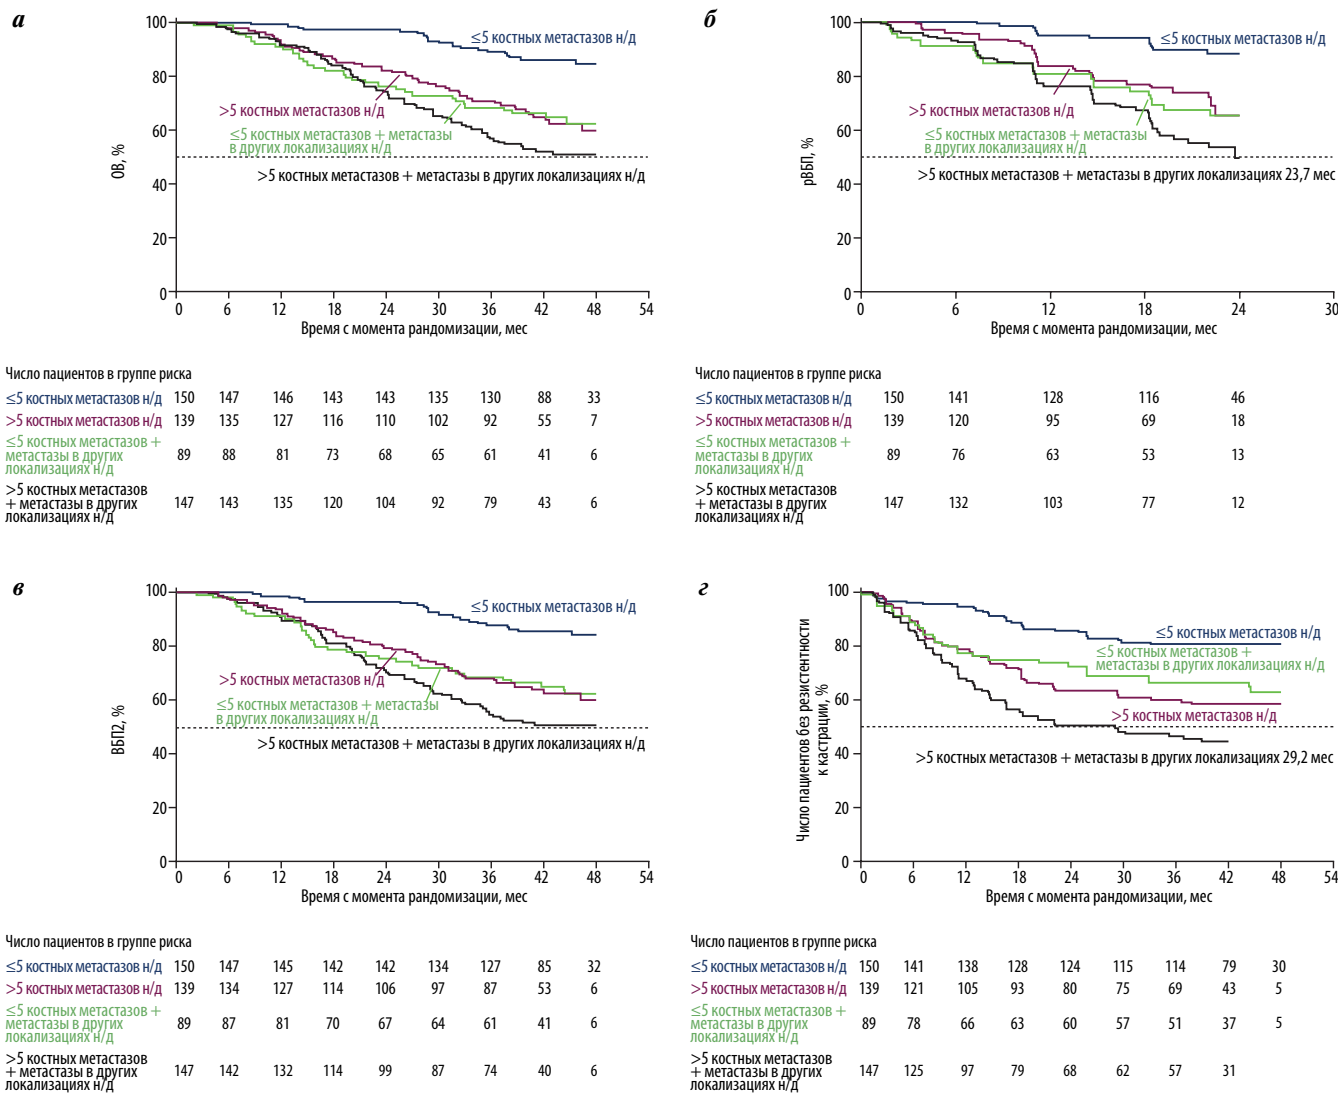 а
100
80
60
40
20
0
ОВ, %
≤5 костных метастазов н/д
>5 костных метастазов н/д
≤5 костных метастазов + метастазы
в других локализациях н/д
>5 костных метастазов + метастазы в других локализациях н/д
0 6 12 18 24 30 36 42 48 54
Время с момента рандомизации, мес
Число пациентов в группе риска
≤5 костных метастазов н/д 150 147 146 143 143 135 130 88 33
>5 костных метастазов н/д 139 135 127 116 110 102 92 55 7
≤5 костных метастазов +
метастазы в других 89 88 81 73 68 65 61 41 6
локализациях н/д
>5 костных метастазов
+ метастазы в других 147 143 135 120 104 92 79 43 6
локализациях н/д
б
100
80
60
40
20
0
рВБП, %
≤5 костных метастазов н/д
>5 костных метастазов н/д
≤5 костных метастазов + метастазы
в других локализациях н/д
>5 костных метастазов + метастазы в других локализациях 23,7 мес
0 6 12 18 24 30
Время с момента рандомизации, мес
Число пациентов в группе риска
≤5 костных метастазов н/д 150 141 128 116 46
>5 костных метастазов н/д 139 120 95 69 18
≤5 костных метастазов +
метастазы в других 89 76 63 53 13
локализациях н/д
>5 костных метастазов
+ метастазы в других 147 132 103 77 12
локализациях н/д
в
100
80
60
40
20
0
ВБП2, %
≤5 костных метастазов н/д
>5 костных метастазов н/д
≤5 костных метастазов + метастазы
в других локализациях н/д
>5 костных метастазов + метастазы в других локализациях н/д
0 6 12 18 24 30 36 42 48 54
Время с момента рандомизации, мес
Число пациентов в группе риска
≤5 костных метастазов н/д 150 147 145 142 142 134 127 85 32
>5 костных метастазов н/д 139 134 127 114 106 97 87 53 6
≤5 костных метастазов +
метастазы в других 89 87 81 70 67 64 61 41 6
локализациях н/д
>5 костных метастазов
+ метастазы в других 147 142 132 114 99 87 74 40 6
локализациях н/д
г
100
80
60
40
20
0
Число пациентов без резистентности
к кастрации, %
≤5 костных метастазов н/д
≤5 костных метастазов +
метастазы в других локализациях н/д
>5 костных метастазов н/д
>5 костных метастазов + метастазы в других локализациях 29,2 мес
0 6 12 18 24 30 36 42 48 54
Время с момента рандомизации, мес
Число пациентов в группе риска
≤5 костных метастазов н/д 150 141 138 128 124 115 114 79 30
>5 костных метастазов н/д 139 121 105 93 80 75 69 43 5
≤5 костных метастазов +
метастазы в других 89 78 66 63 60 57 51 37 5
локализациях н/д
>5 костных метастазов
+ метастазы в других 147 125 97 79 68 62 57 31
локализациях н/д